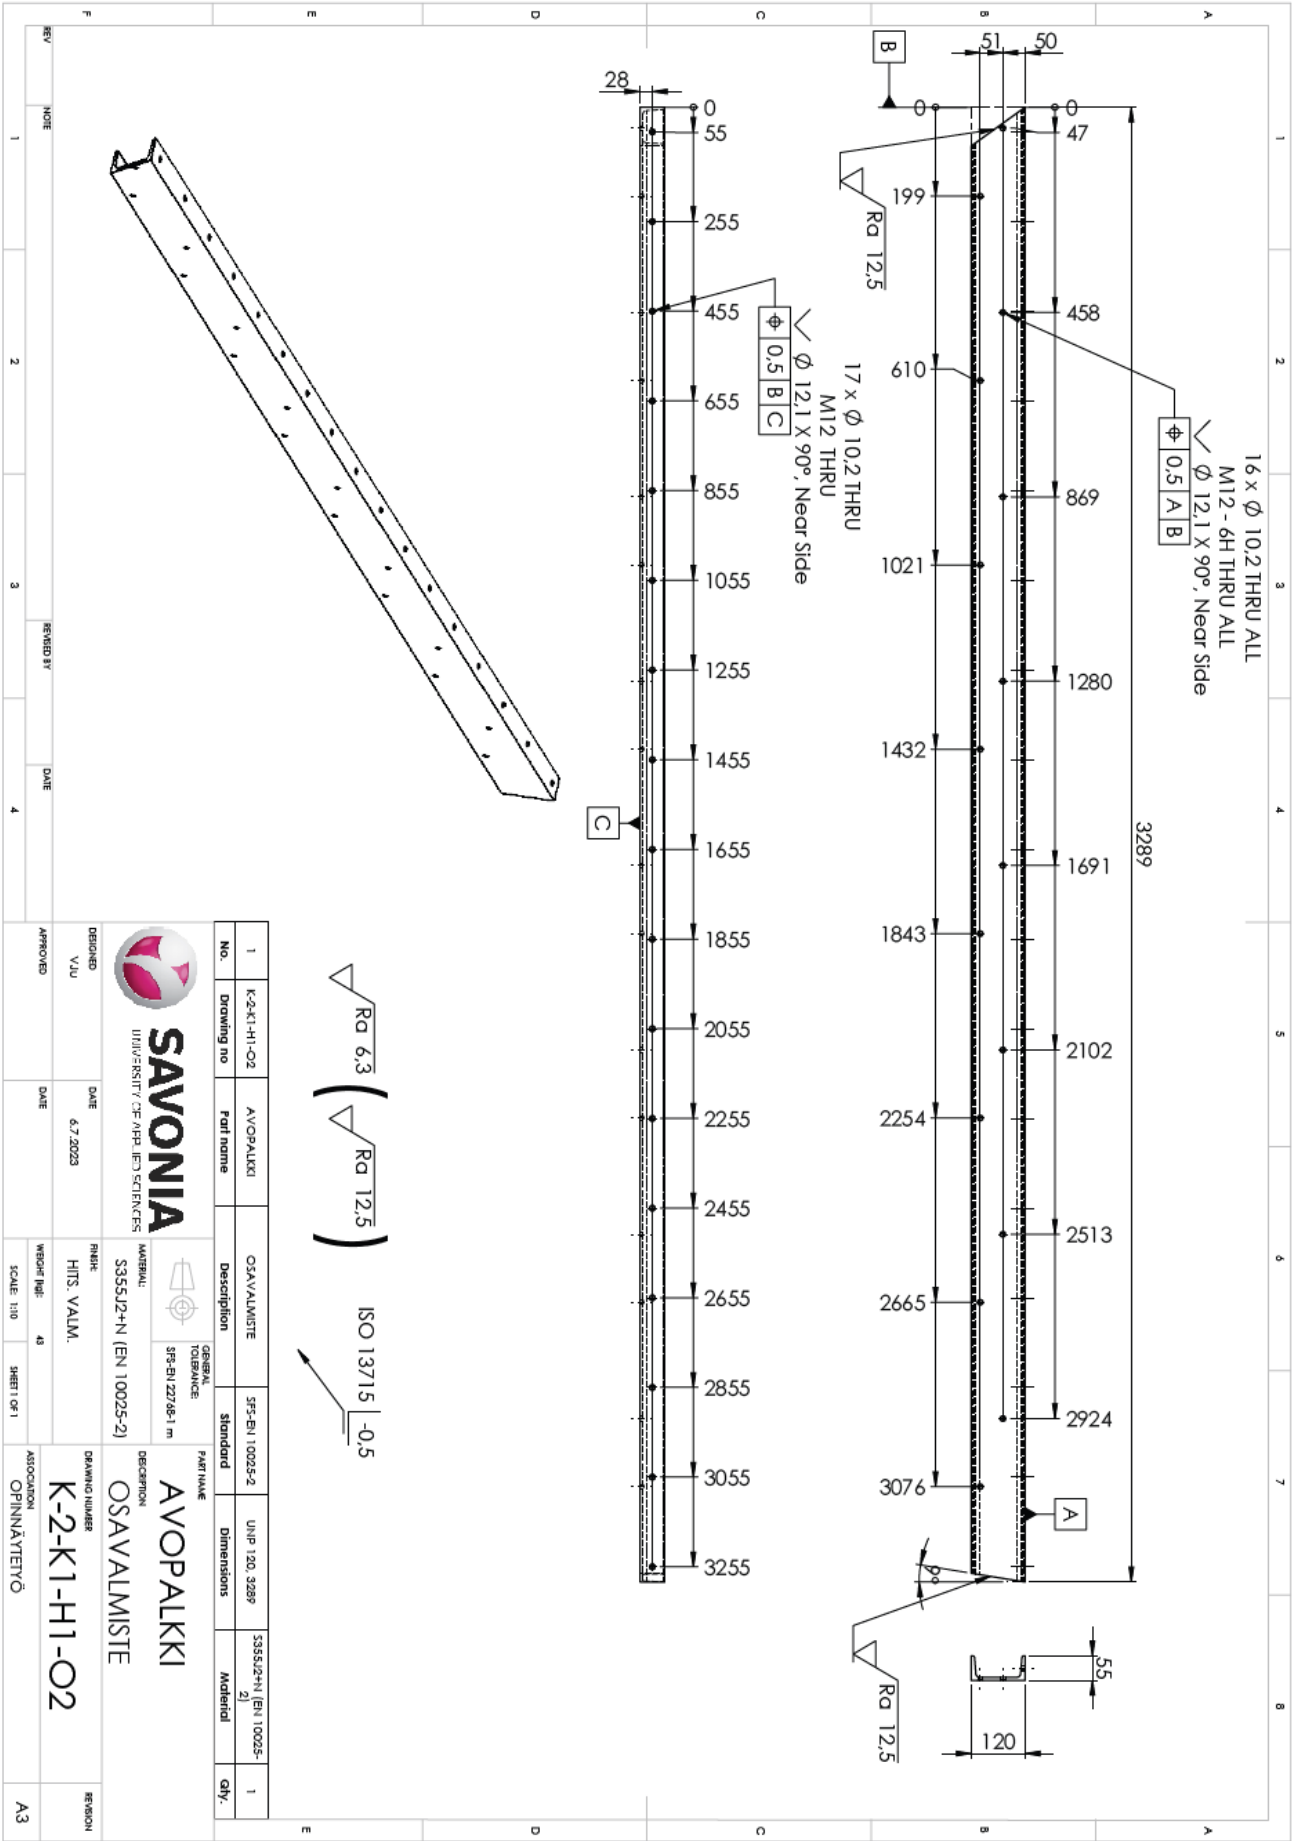 A
B
C
D
E
F
1
2
3
4
5
6
7
8
A
B
C
D
E
16 x Ø 10,2 THRU ALL
M12 - 6H THRU ALL
Ø 12,1 X 90°, Near Side
0,5 A B
3289
0
47
458
869
1280
1691
2102
2513
2924
50
51
B
A
0
199
610
1021
1432
1843
2254
2665
3076
9°
Ra 12,5
Ra 12,5
55
120
17 x Ø 10,2 THRU
M12 THRU
Ø 12,1 X 90°, Near Side
0,5 B C
28
0
55
255
455
655
855
1055
1255
1455
1655
1855
2055
2255
2455
2655
2855
3055
3255
C
Ra 6,3 ( Ra 12,5 )
ISO 13715 -0,5
1 K-2-K1-H1-O2 AVOPALKKI OSAVALMISTE SFS-EN 10025-2 UNP 120, 3289 S355J2+N (EN 10025-2) 1
No. Drawing no Part name Description Standard Dimensions Material Qty.
SAVONIA
UNIVERSITY OF APPLIED SCIENCES
GENERAL TOLERANCE:
SFS-EN 22768-1 m
MATERIAL:
S355J2+N (EN 10025-2)
PART NAME
AVOPALKKI
DESCRIPTION
OSAVALMISTE
DESIGNED
VJU
DATE
6.7.2023
FINISH:
HITS. VALM.
DRAWING NUMBER
K-2-K1-H1-O2
REVISION
APPROVED
DATE
WEIGHT [kg]: 43
SCALE: 1:10
SHEET 1 OF 1
ASSOCIATION
OPINNÄYTETYÖ
A3
REV
NOTE
REVISED BY
DATE